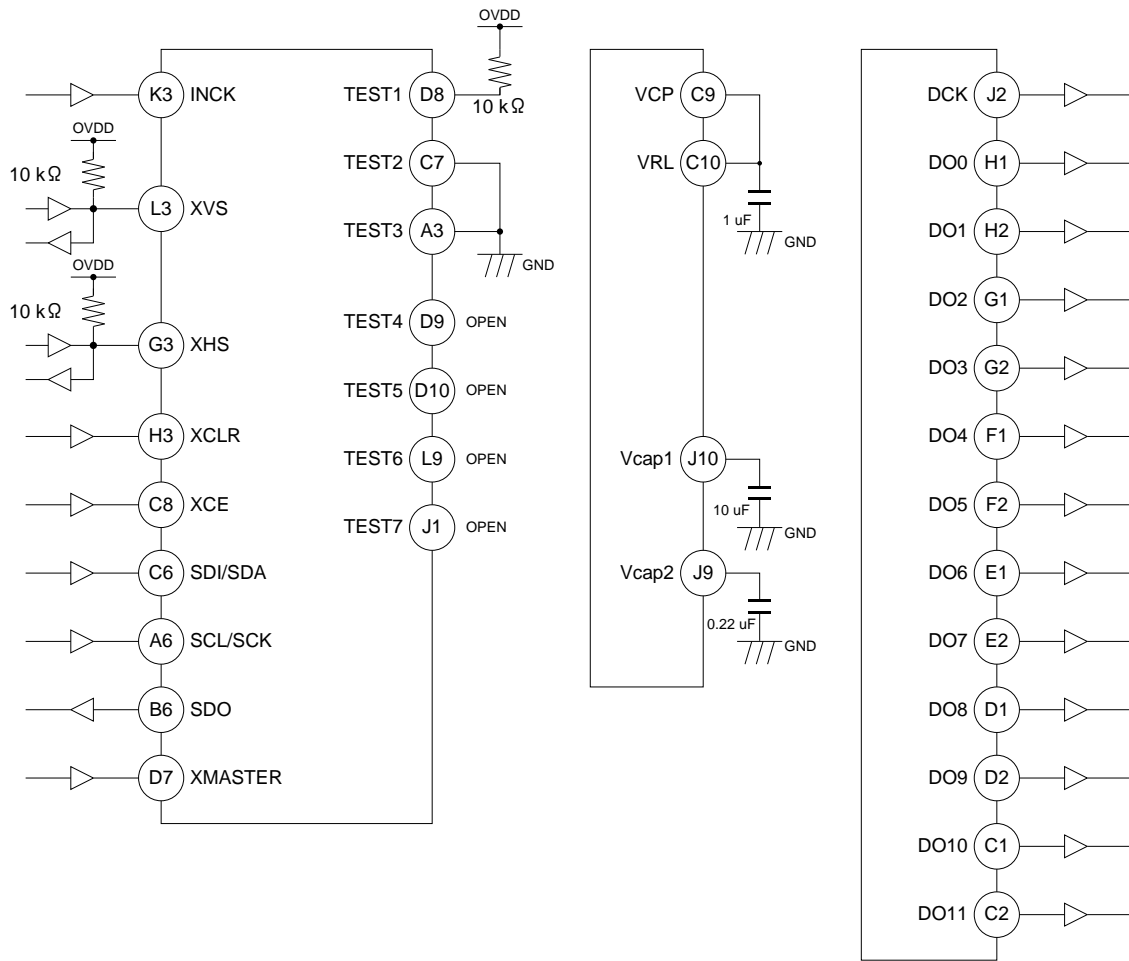 OVDD
K3 INCK
10 kΩ
OVDD
10 kΩ
L3 XVS
OVDD
10 kΩ
G3 XHS
H3 XCLR
C8 XCE
C6 SDI/SDA
A6 SCL/SCK
B6 SDO
D7 XMASTER
TEST1 D8
TEST2 C7
TEST3 A3
GND
TEST4 D9 OPEN
TEST5 D10 OPEN
TEST6 L9 OPEN
TEST7 J1 OPEN
VCP C9
VRL C10
1 uF
GND
Vcap1 J10
10 uF
GND
Vcap2 J9
0.22 uF
GND
DCK J2
DO0 H1
DO1 H2
DO2 G1
DO3 G2
DO4 F1
DO5 F2
DO6 E1
DO7 E2
DO8 D1
DO9 D2
DO10 C1
DO11 C2